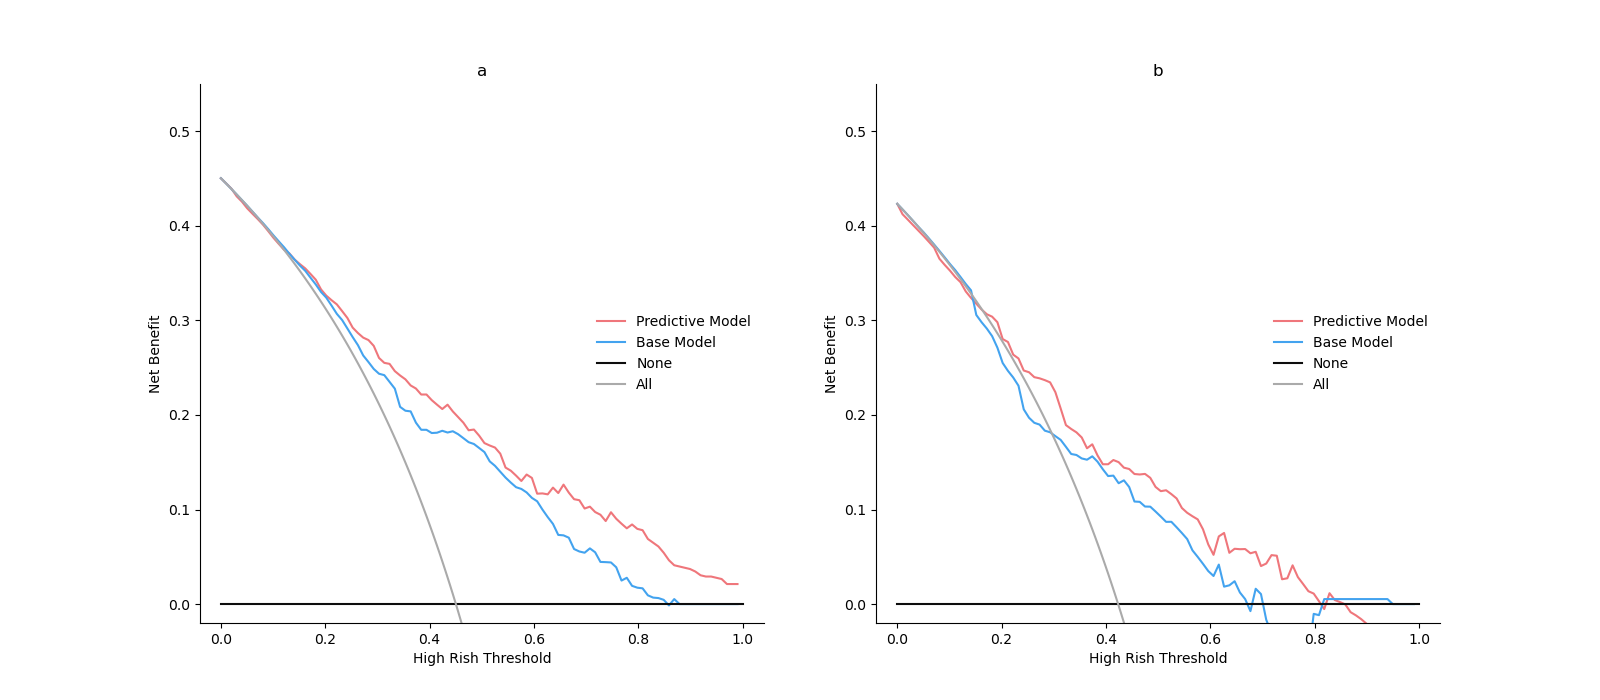 a
Net Benefit
0.5
0.4
0.3
0.2
0.1
0.0
0.0 0.2 0.4 0.6 0.8 1.0
High Rish Threshold
Predictive Model
Base Model
None
All
b
Net Benefit
0.5
0.4
0.3
0.2
0.1
0.0
0.0 0.2 0.4 0.6 0.8 1.0
High Rish Threshold
Predictive Model
Base Model
None
All